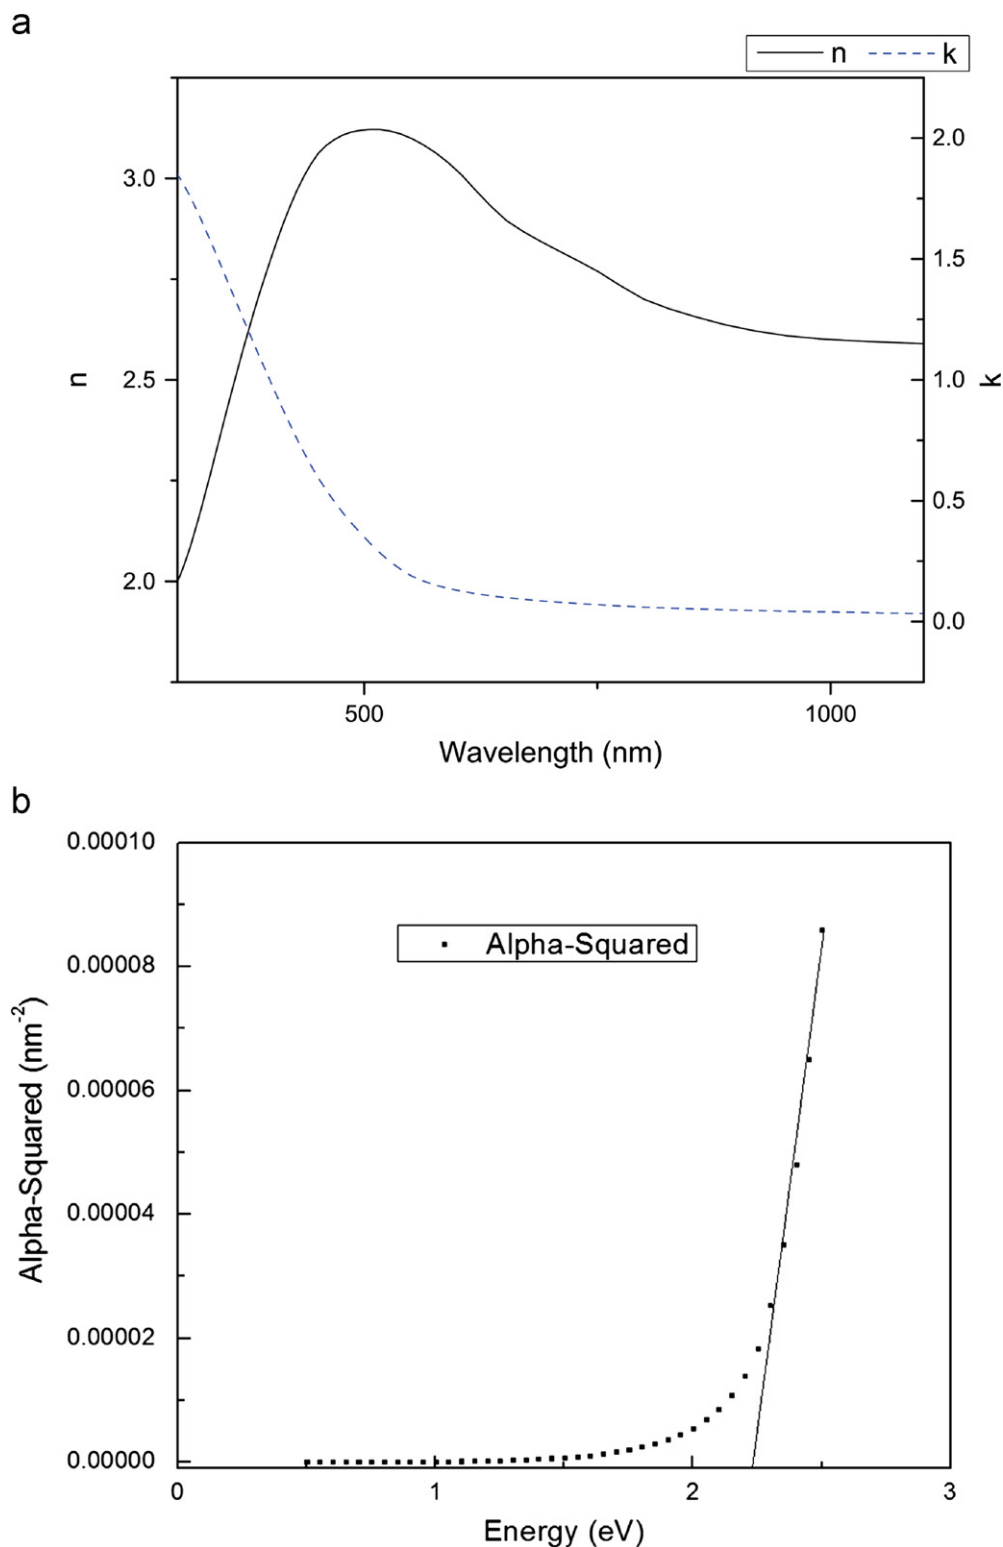 a
n k
3.0
2.5
2.0
n
2.0
1.5
1.0
0.5
0.0
k
500 1000
Wavelength (nm)
b
0.00010
0.00008
0.00006
0.00004
0.00002
0.00000
Alpha-Squared (nm⁻²)
Alpha-Squared
0 1 2 3
Energy (eV)